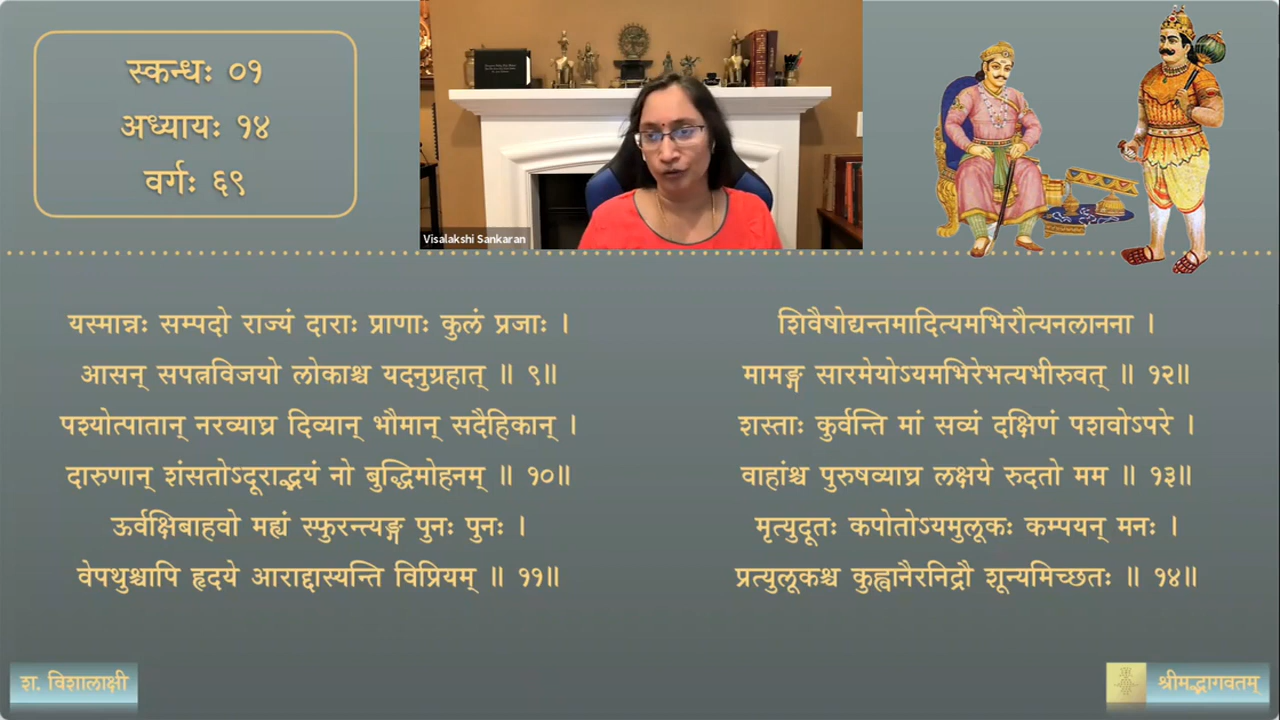 स्कन्धः ०१
अध्यायः १४
वर्गः ६९
Visalakshi Sankaran
यस्मान्नः सम्पदो राज्यं दाराः प्राणाः कुलं प्रजाः ।
आसन् सपत्नविजयो लोकाश्च यदनुग्रहात् ॥ ९॥
पश्योत्पातान् नरव्याघ्र दिव्यान् भौमान् सदैहिकान् ।
दारुणान् शंसतोऽदूराद्भयं नो बुद्धिमोहनम् ॥ १०॥
ऊर्वक्षिबाहवो मह्यं स्फुरन्त्यङ्ग पुनः पुनः ।
वेपथुश्चापि हृदये आराद्दास्यन्ति विप्रियम् ॥ ११॥
शिवैषोद्यन्तमादित्यमभिरौत्यनलानना ।
मामङ्ग सारमेयोऽयमभिरेभत्यभीरुवत् ॥ १२॥
शस्ताः कुर्वन्ति मां सव्यं दक्षिणं पशवोऽपरे ।
वाहांश्च पुरुषव्याघ्र लक्षये रुदतो मम ॥ १३॥
मृत्युदूतः कपोतोऽयमुलूकः कम्पयन् मनः ।
प्रत्युलूकश्च कुह्वानैरनिद्रौ शून्यमिच्छतः ॥ १४॥
श. विशालाक्षी
श्रीमद्भागवतम्